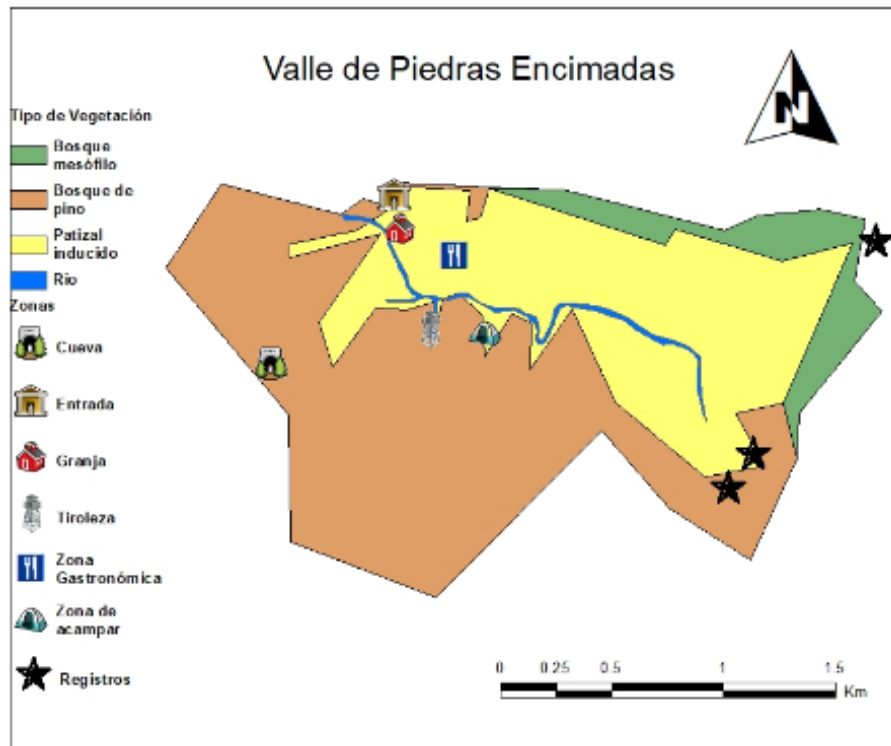 Valle de Piedras Encimadas
N
Tipo de Vegetación
Bosque
mesófilo
Bosque de
pino
Patizal
inducido
Rio
Zonas
Cueva
Entrada
Granja
Tiroleza
Zona
Gastronómica
Zona de
acampar
Registros
0 0.25 0.5 1 1.5
Km